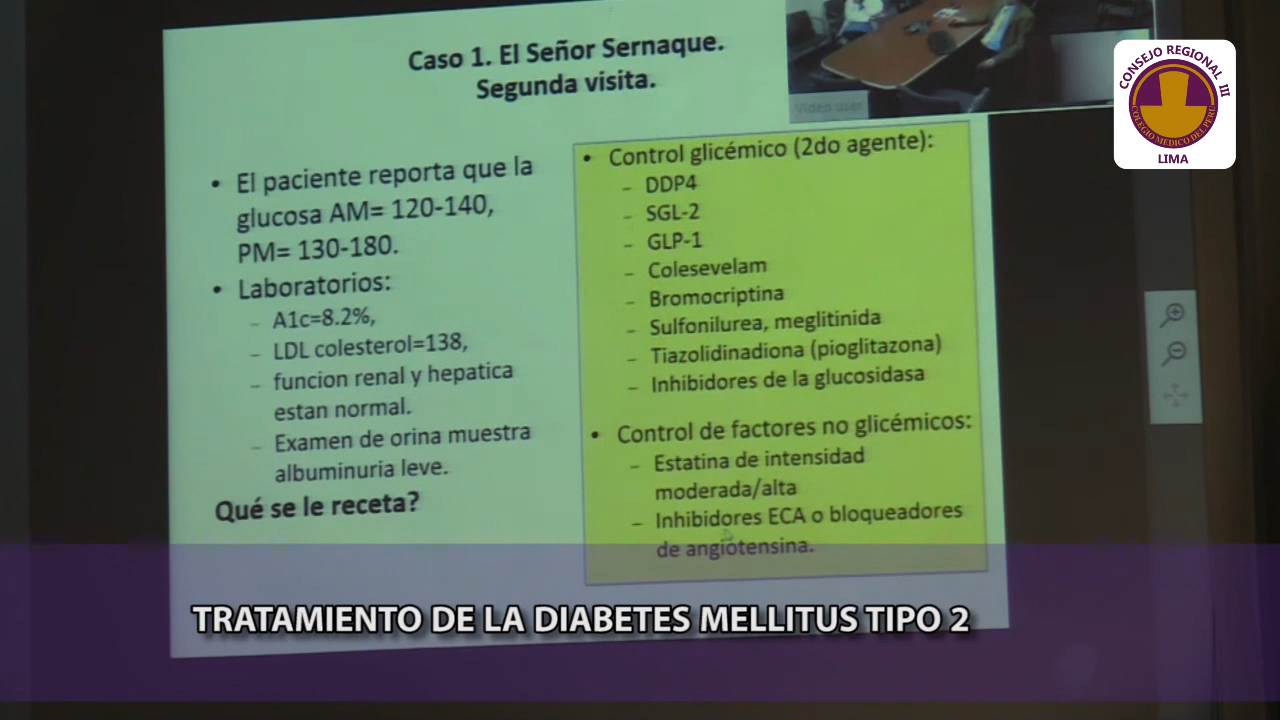 Caso 1. El Señor Sernaque.
Segunda visita.
• El paciente reporta que la
glucosa AM= 120-140,
PM= 130-180.
• Laboratorios:
– A1c=8.2%,
– LDL colesterol=138,
– funcion renal y hepatica
estan normal.
– Examen de orina muestra
albuminuria leve.
Qué se le receta?
• Control glicémico (2do agente):
– DDP4
– SGL-2
– GLP-1
– Colesevelam
– Bromocriptina
– Sulfonilurea, meglitinida
– Tiazolidinadiona (pioglitazona)
– Inhibidores de la glucosidasa
• Control de factores no glicémicos:
– Estatina de intensidad
moderada/alta
– Inhibidores ECA o bloqueadores
de angiotensina.
Video user
CONSEJO REGIONAL III
COLEGIO MEDICO DEL PERU
LIMA
TRATAMIENTO DE LA DIABETES MELLITUS TIPO 2